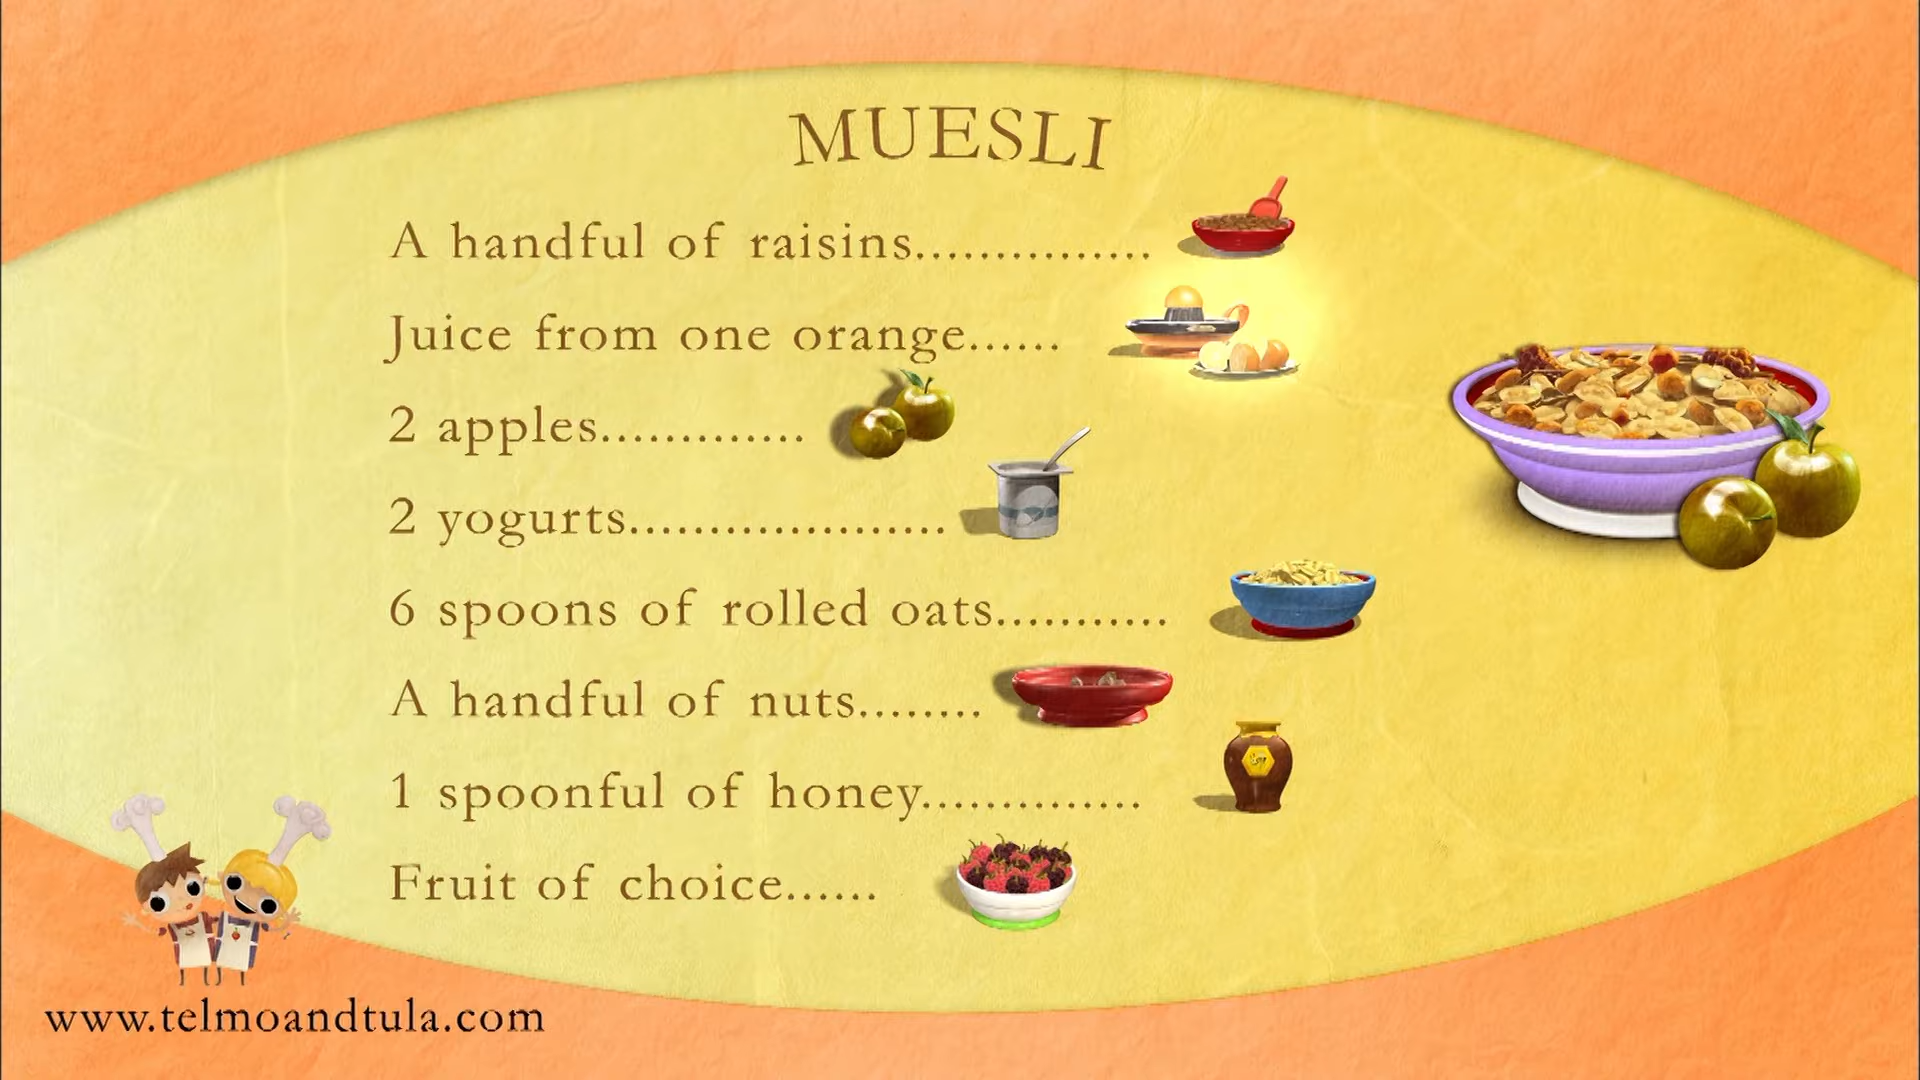 MUESLI
A handful of raisins...............
Juice from one orange......
2 apples.............
2 yogurts....................
6 spoons of rolled oats...........
A handful of nuts........
1 spoonful of honey..............
Fruit of choice......
www.telmoandtula.com